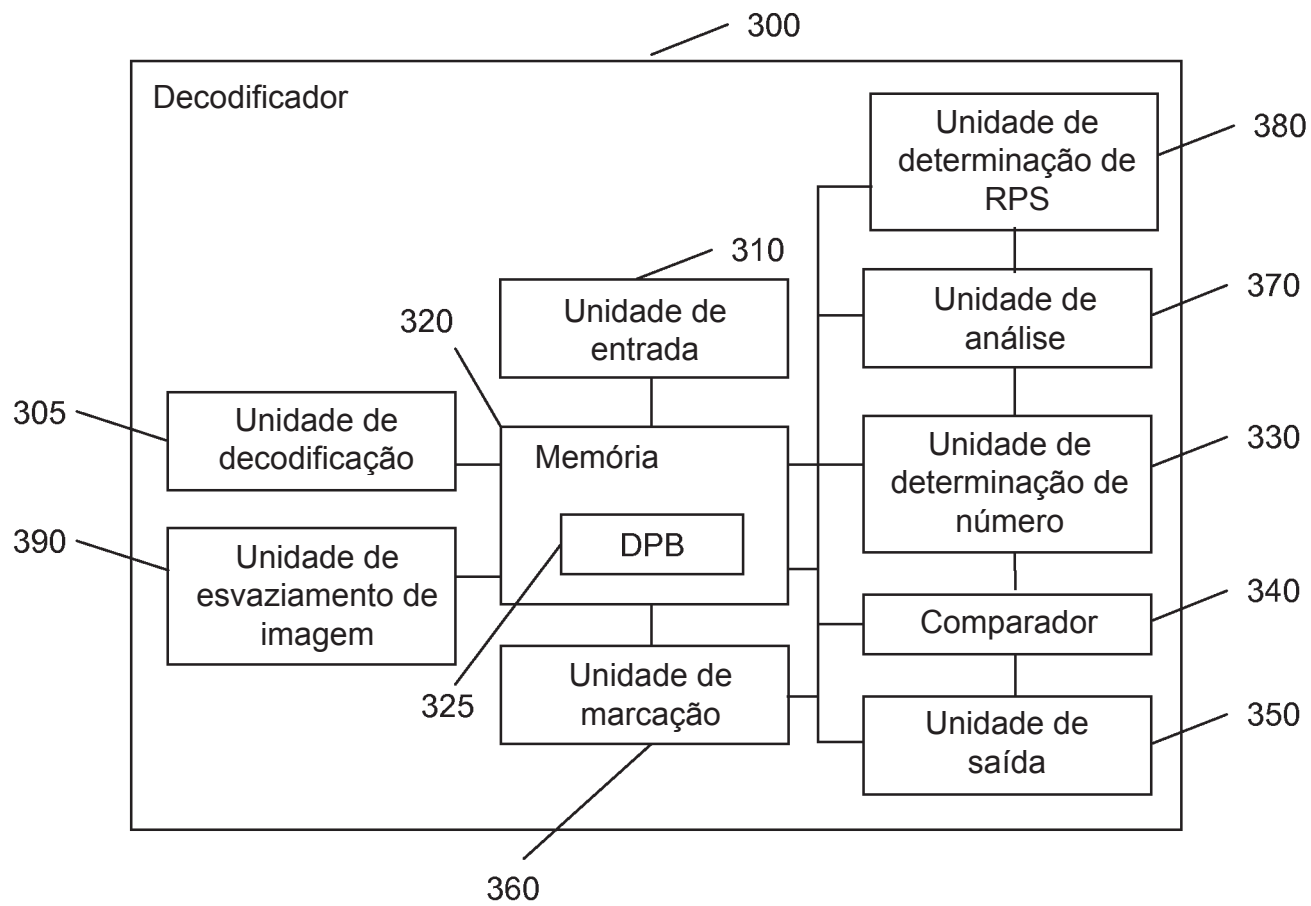 300
Decodificador
Unidade de
determinação de
RPS
380
310
Unidade de
entrada
Unidade de
análise
370
320
305
Unidade de
decodificação
Memória
DPB
Unidade de
determinação de
número
330
390
Unidade de
esvaziamento de
imagem
325
Comparador
340
Unidade de
marcação
Unidade de
saída
350
360